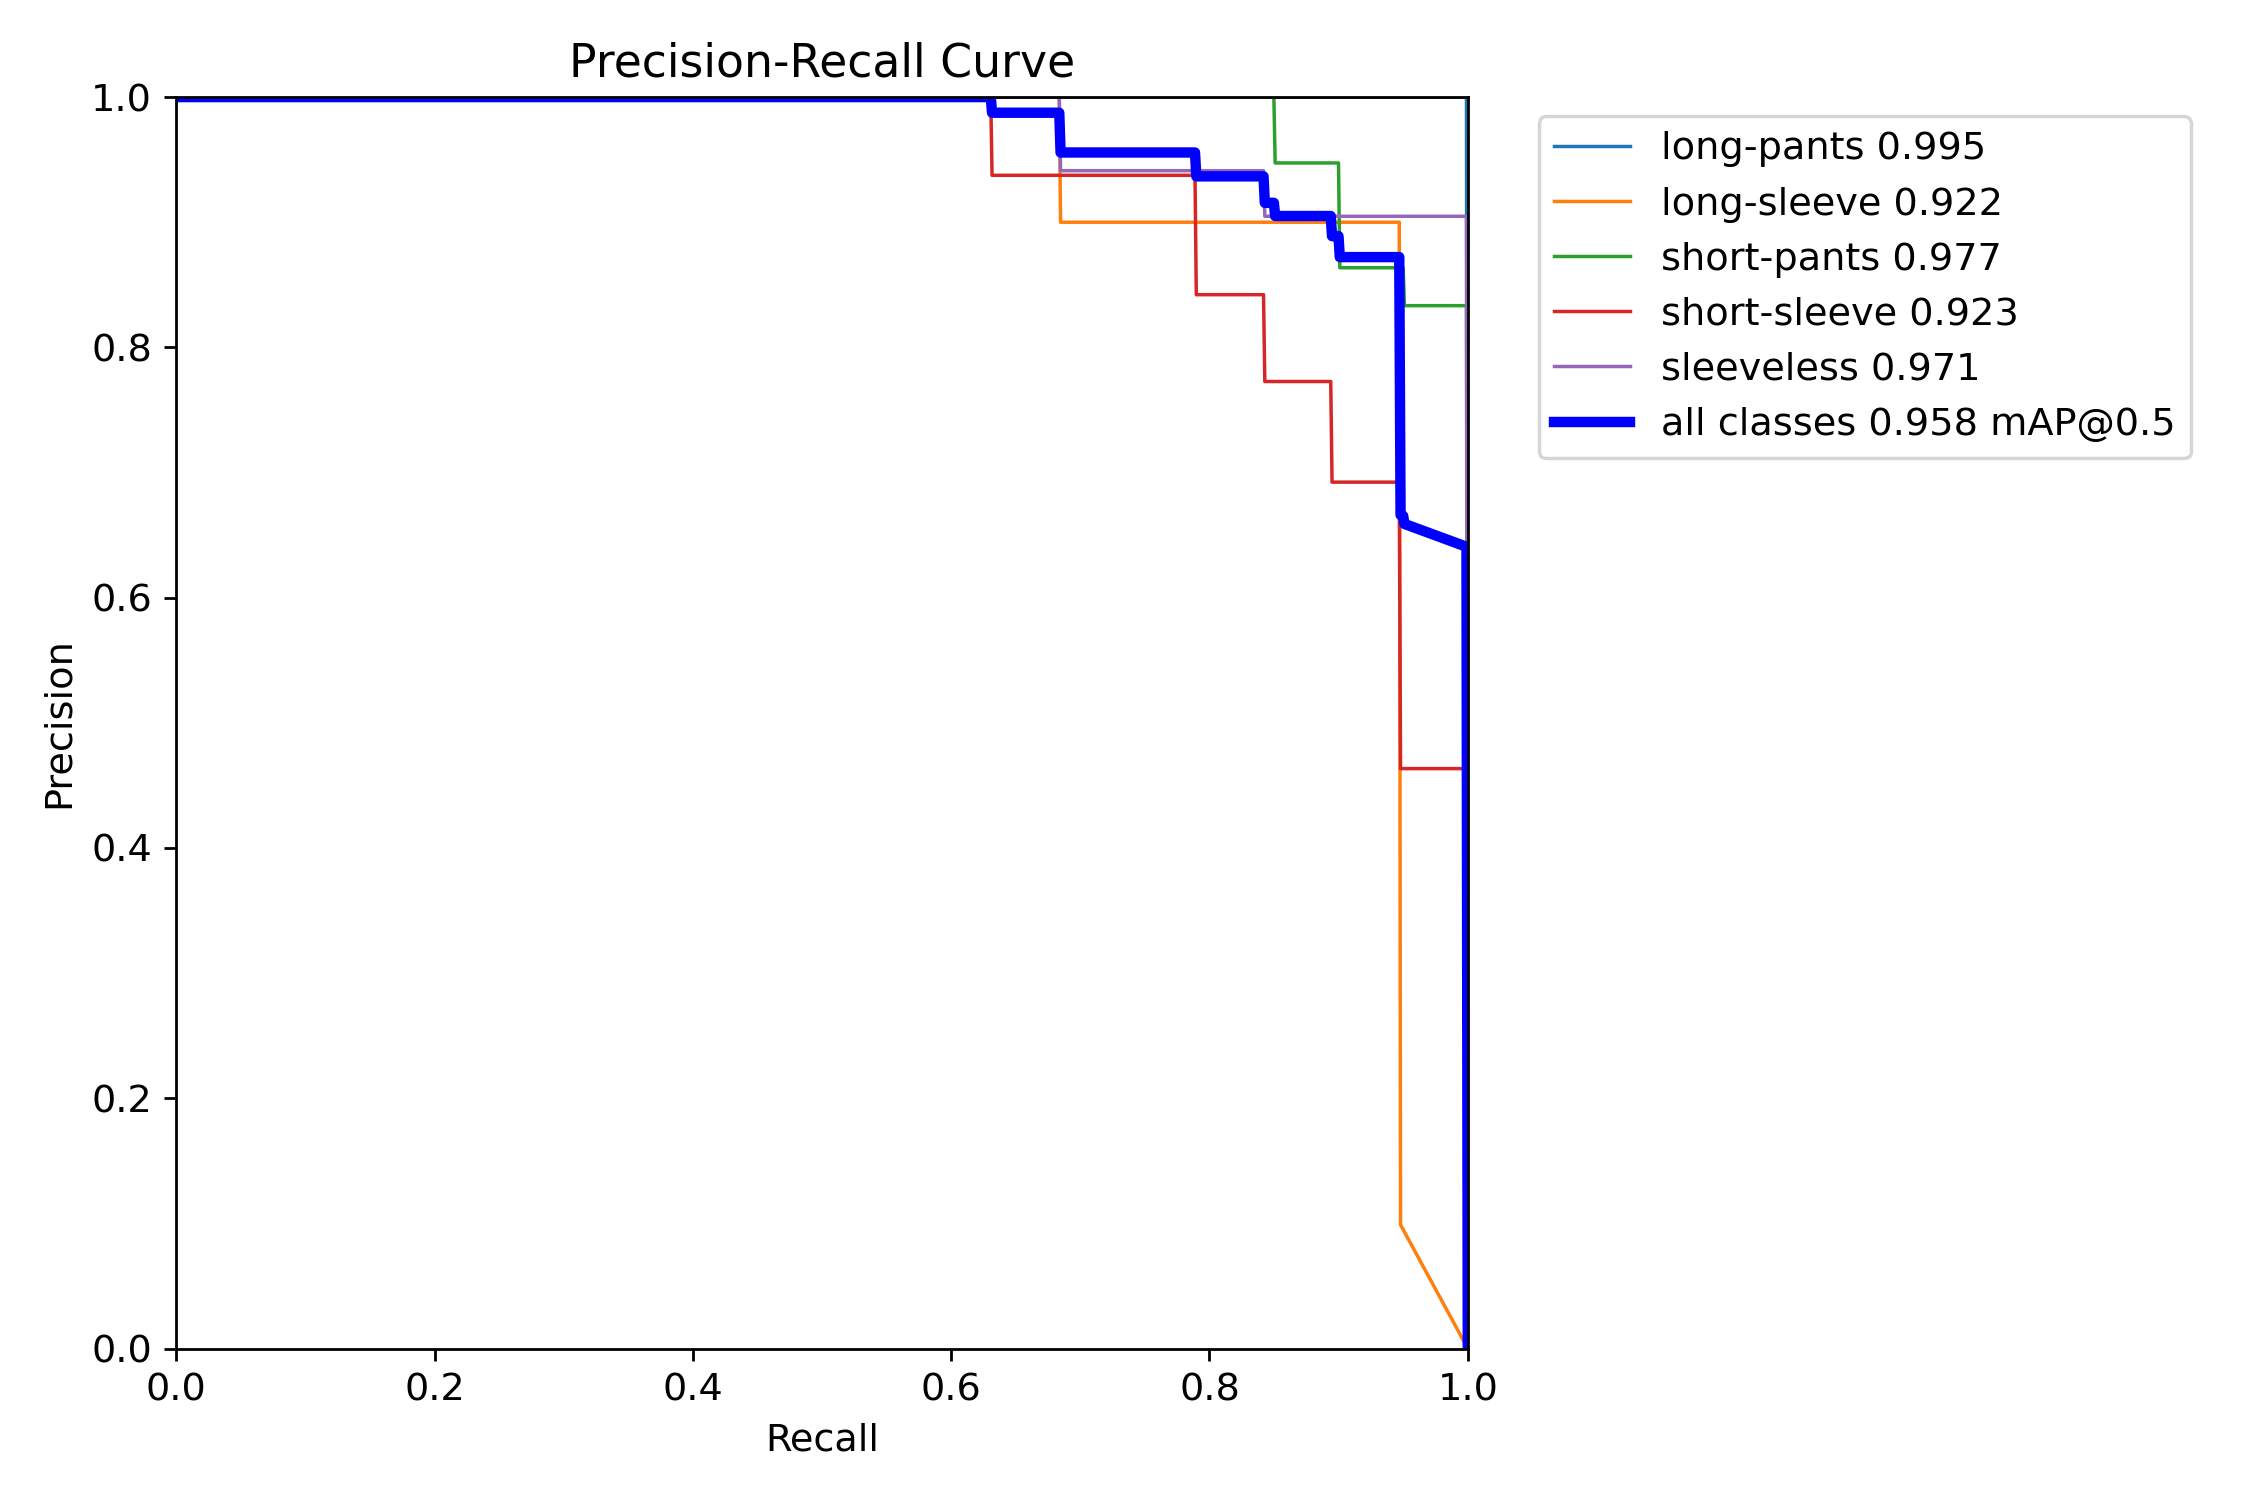 Precision-Recall Curve
1.0
0.8
0.6
0.4
0.2
0.0
Precision
0.0 0.2 0.4 0.6 0.8 1.0
Recall
long-pants 0.995
long-sleeve 0.922
short-pants 0.977
short-sleeve 0.923
sleeveless 0.971
all classes 0.958 mAP@0.5